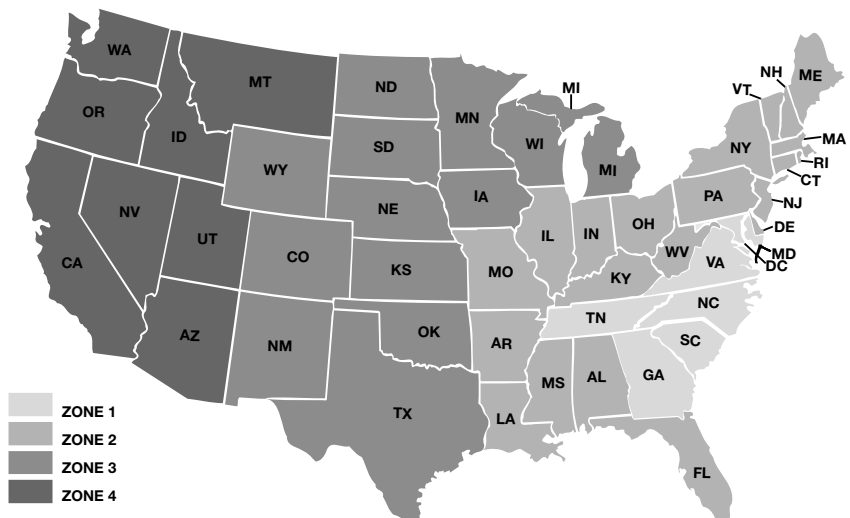 WA
MT
ND
MN
MI
NH
ME
VT
OR
ID
SD
WI
MI
NY
MA
RI
CT
WY
IA
PA
NJ
NE
NV
UT
CO
IL
IN
OH
DE
WV
VA
MD
DC
CA
KS
MO
KY
AZ
NM
OK
AR
TN
NC
SC
MS
AL
GA
TX
LA
FL
ZONE 1
ZONE 2
ZONE 3
ZONE 4